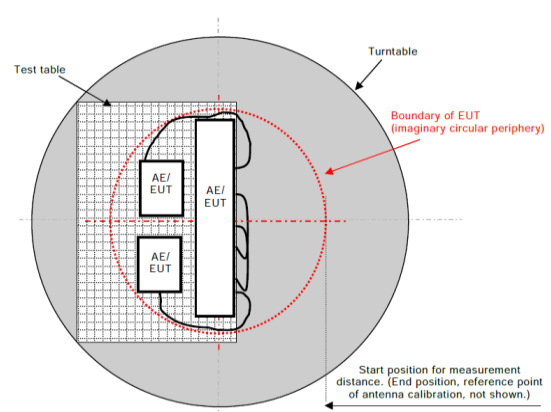 Turntable
Test table
Boundary of EUT
(imaginary circular periphery)
AE/
EUT
AE/
EUT
AE/
EUT
Start position for measurement
distance. (End position, reference point
of antenna calibration, not shown.)